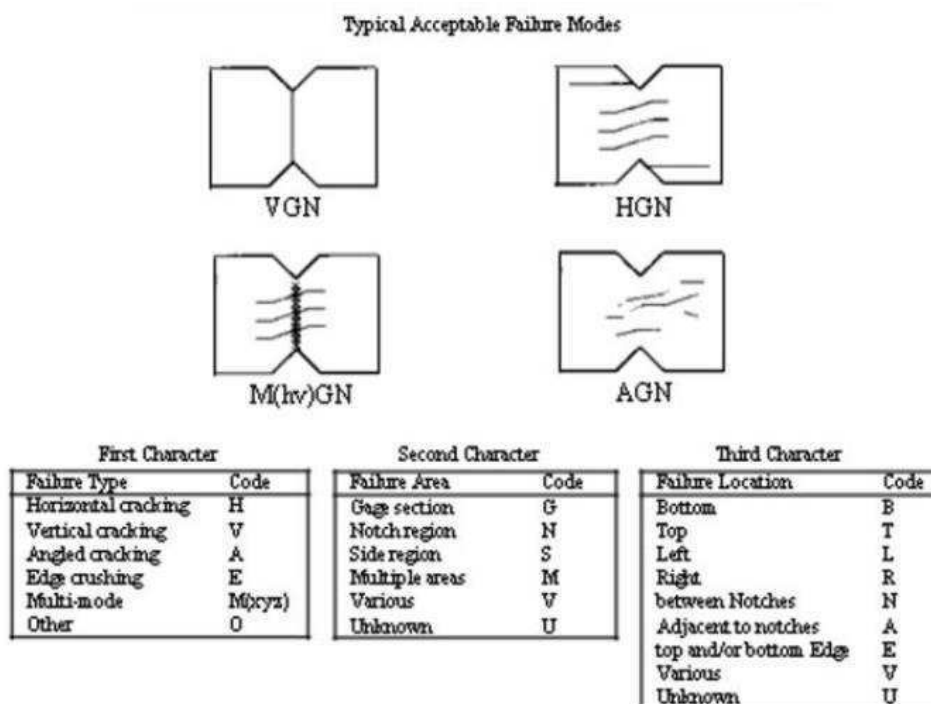 Typical Acceptable Failure Modes
VGN
HGN
M(hv)GN
AGN
First Character
Failure Type Code
Horizontal cracking H
Vertical cracking V
Angled cracking A
Edge crushing E
Multi-mode M(xyz)
Other O
Second Character
Failure Area Code
Gage section G
Notch region N
Side region S
Multiple areas M
Various V
Unknown U
Third Character
Failure Location Code
Bottom B
Top T
Left L
Right R
between Notches N
Adjacent to notches A
top and/or bottom Edge E
Various V
Unknown U